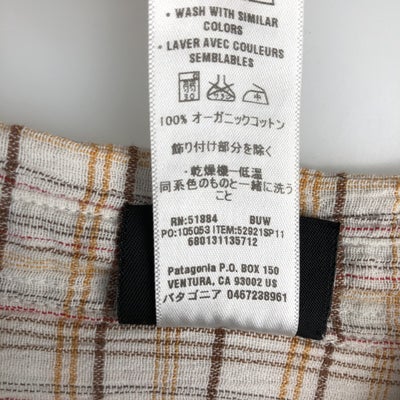 • WASH WITH SIMILAR
COLORS
• LAVER AVEC COULEURS
SEMBLABLES
100% オーガニックコットン
飾り付け部分を除く
・乾燥機一低温
同系色のものと一緒に洗う
こと
RN:51884 BUW
PO:105053 ITEM:52921SP11
680131135712
Patagonia P.O. BOX 150
VENTURA, CA 93002 US
パタゴニア 0467238961